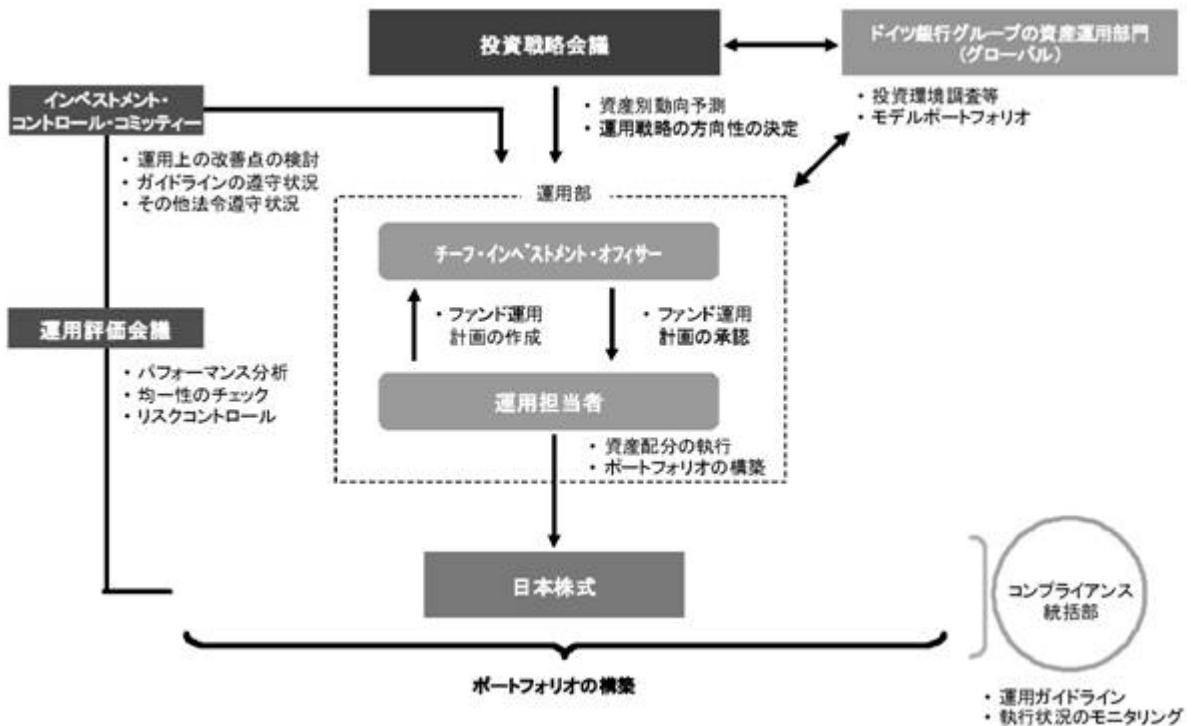 投資戦略会議
ドイツ銀行グループの資産運用部門
(グローバル)
・投資環境調査等
・モデルポートフォリオ
インベストメント・
コントロール・コミッティー
・運用上の改善点の検討
・ガイドラインの遵守状況
・その他法令遵守状況
・資産別動向予測
・運用戦略の方向性の決定
運用部
チーフ・インベストメント・オフィサー
・ファンド運用
計画の作成
・ファンド運用
計画の承認
運用評価会議
・パフォーマンス分析
・均一性のチェック
・リスクコントロール
運用担当者
・資産配分の執行
・ポートフォリオの構築
日本株式
ポートフォリオの構築
コンプライアンス
統括部
・運用ガイドライン
・執行状況のモニタリング